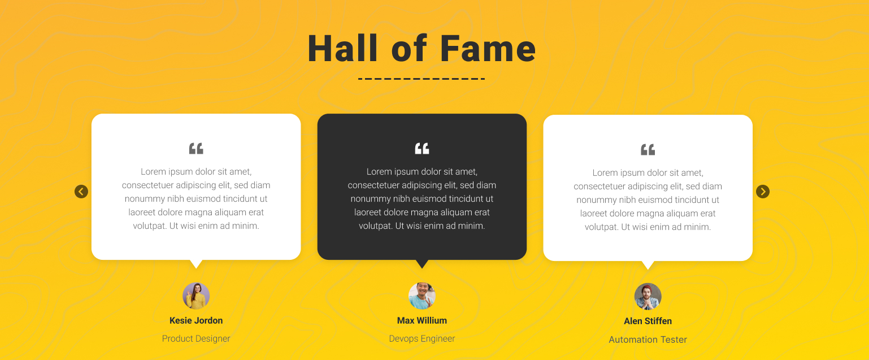 Hall of Fame
❝
Lorem ipsum dolor sit amet,
consectetuer adipiscing elit, sed diam
nonummy nibh euismod tincidunt ut
laoreet dolore magna aliquam erat
volutpat. Ut wisi enim ad minim.
Kesie Jordon
Product Designer
❝
Lorem ipsum dolor sit amet,
consectetuer adipiscing elit, sed diam
nonummy nibh euismod tincidunt ut
laoreet dolore magna aliquam erat
volutpat. Ut wisi enim ad minim.
Max Willium
Devops Engineer
❝
Lorem ipsum dolor sit amet,
consectetuer adipiscing elit, sed diam
nonummy nibh euismod tincidunt ut
laoreet dolore magna aliquam erat
volutpat. Ut wisi enim ad minim.
Alen Stiffen
Automation Tester